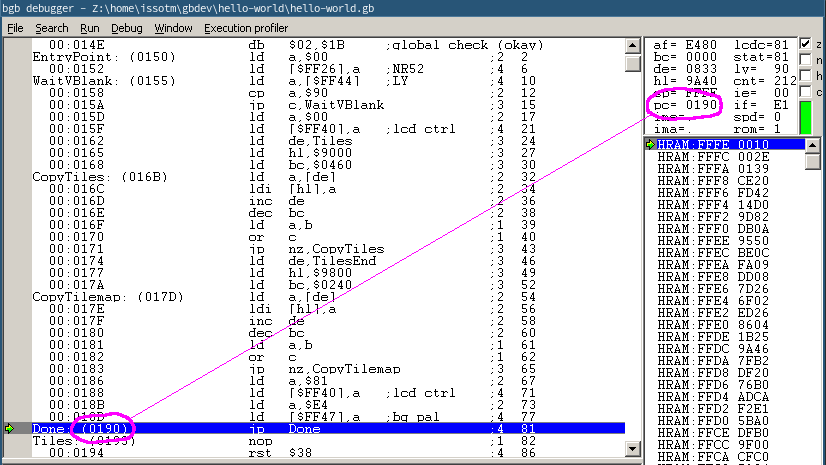 bgb debugger - Z:\home\issotm\gbdev\hello-world\hello-world.gb
File Search Run Debug Window Execution profiler
00:014E db $02,$1B ;global check (okay)
EntryPoint: (0150) ld a,$00 ;2 2
00:0152 ld [$FF26],a ;NR52 ;4 6
WaitVBlank: (0155) ld a,[$FF44] ;LY ;4 10
00:0158 cp a,$90 ;2 12
00:015A jp c,WaitVBlank ;3 15
00:015D ld a,$00 ;2 17
00:015F ld [$FF40],a ;lcd ctrl ;4 21
00:0162 ld de,Tiles ;3 24
00:0165 ld hl,$9000 ;3 27
00:0168 ld bc,$0460 ;3 30
CopyTiles: (016B) ld a,[de] ;2 32
00:016C ldi [hl],a ;2 34
00:016D inc de ;2 36
00:016E dec bc ;2 38
00:016F ld a,b ;1 39
00:0170 or c ;1 40
00:0171 jp nz,CopyTiles ;3 43
00:0174 ld de,TilesEnd ;3 46
00:0177 ld hl,$9800 ;3 49
00:017A ld bc,$0240 ;3 52
CopyTilemap: (017D) ld a,[de] ;2 54
00:017E ldi [hl],a ;2 56
00:017F inc de ;2 58
00:0180 dec bc ;2 60
00:0181 ld a,b ;1 61
00:0182 or c ;1 62
00:0183 jp nz,CopyTilemap ;3 65
00:0186 ld a,$81 ;2 67
00:0188 ld [$FF40],a ;lcd ctrl ;4 71
00:018B ld a,$E4 ;2 73
00:018D ld [$FF47],a ;bg pal ;4 77
Done: (0190) jp Done ;4 81
Tiles: (0193) nop ;1 82
00:0194 rst $38 ;4 86
af= E480 lcdc=81 z
bc= 0000 stat=81 n
de= 0833 ly= 90 h
hl= 9A40 cnt= 212 c
sp= FFFE ie= 00
pc= 0190 if= E1
ime= spd= 0
ima=. rom= 1
HRAM:FFFE 0010
HRAM:FFFC 002E
HRAM:FFFA 0139
HRAM:FFF8 CE20
HRAM:FFF6 FD42
HRAM:FFF4 14D0
HRAM:FFF2 9D82
HRAM:FFF0 DB0A
HRAM:FFEE 9550
HRAM:FFEC BE0C
HRAM:FFEA FA09
HRAM:FFE8 DD08
HRAM:FFE6 7D26
HRAM:FFE4 6F02
HRAM:FFE2 ED26
HRAM:FFE0 8604
HRAM:FFDE 1B25
HRAM:FFDC 9A46
HRAM:FFDA 7FB2
HRAM:FFD8 DF20
HRAM:FFD6 76B0
HRAM:FFD4 ADCA
HRAM:FFD2 F2E1
HRAM:FFD0 5BA0
HRAM:FFCE DFB0
HRAM:FFCC 9F00
HRAM:FFCA CFC0